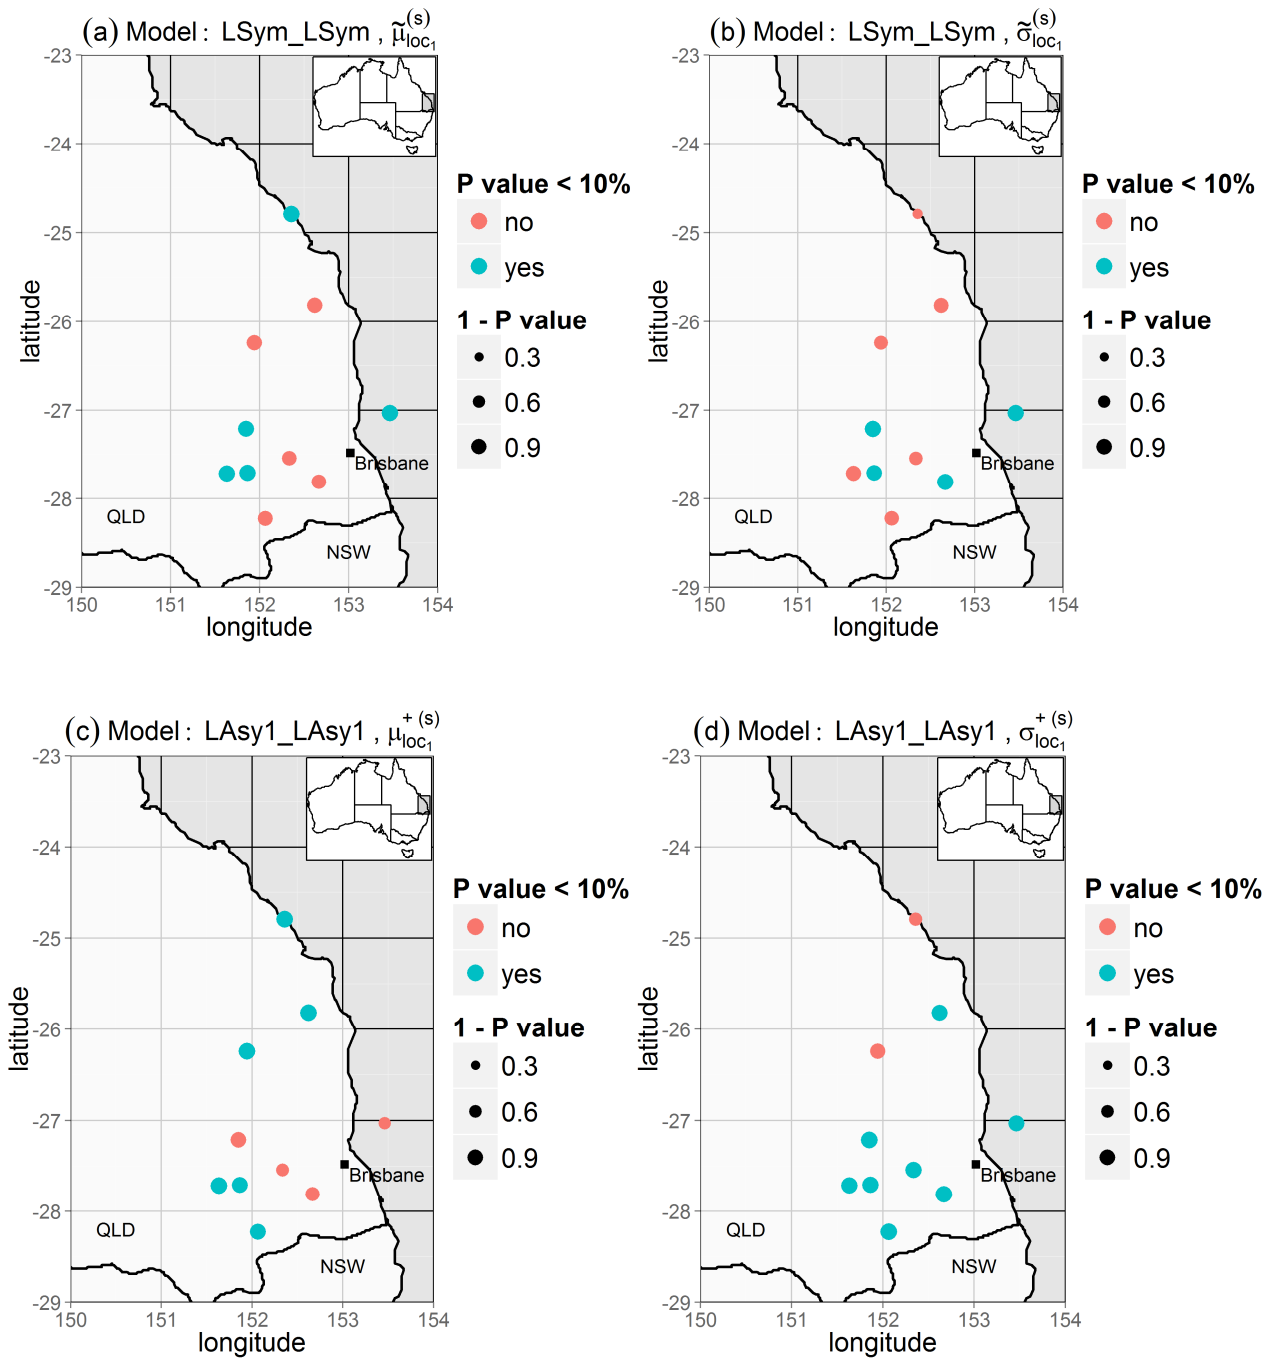 (a) Model : LSym_LSym , μ̃ loc₁ (s)
-23
-24
-25
-26
-27
-28
-29
150 151 152 153 154
latitude
longitude
Brisbane
QLD
NSW
P value < 10%
no
yes
1 - P value
0.3
0.6
0.9
(b) Model : LSym_LSym , σ̃ loc₁ (s)
-23
-24
-25
-26
-27
-28
-29
150 151 152 153 154
latitude
longitude
Brisbane
QLD
NSW
P value < 10%
no
yes
1 - P value
0.3
0.6
0.9
(c) Model : LAsy1_LAsy1 , μ loc₁ + (s)
-23
-24
-25
-26
-27
-28
-29
150 151 152 153 154
latitude
longitude
Brisbane
QLD
NSW
P value < 10%
no
yes
1 - P value
0.3
0.6
0.9
(d) Model : LAsy1_LAsy1 , σ loc₁ + (s)
-23
-24
-25
-26
-27
-28
-29
150 151 152 153 154
latitude
longitude
Brisbane
QLD
NSW
P value < 10%
no
yes
1 - P value
0.3
0.6
0.9